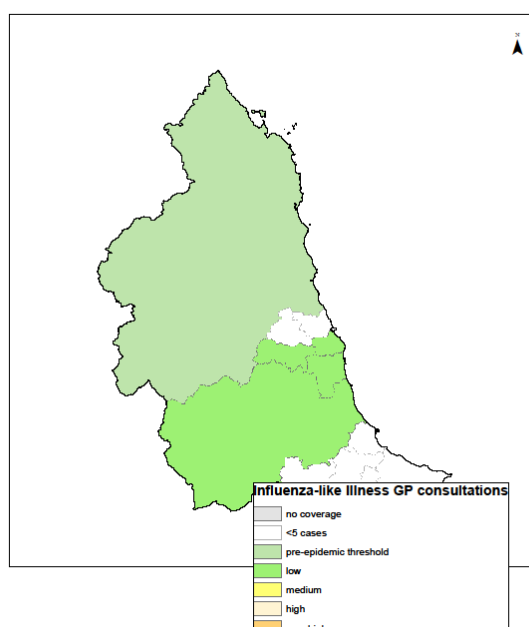 N
Influenza-like Illness GP consultations
no coverage
<5 cases
pre-epidemic threshold
low
medium
high